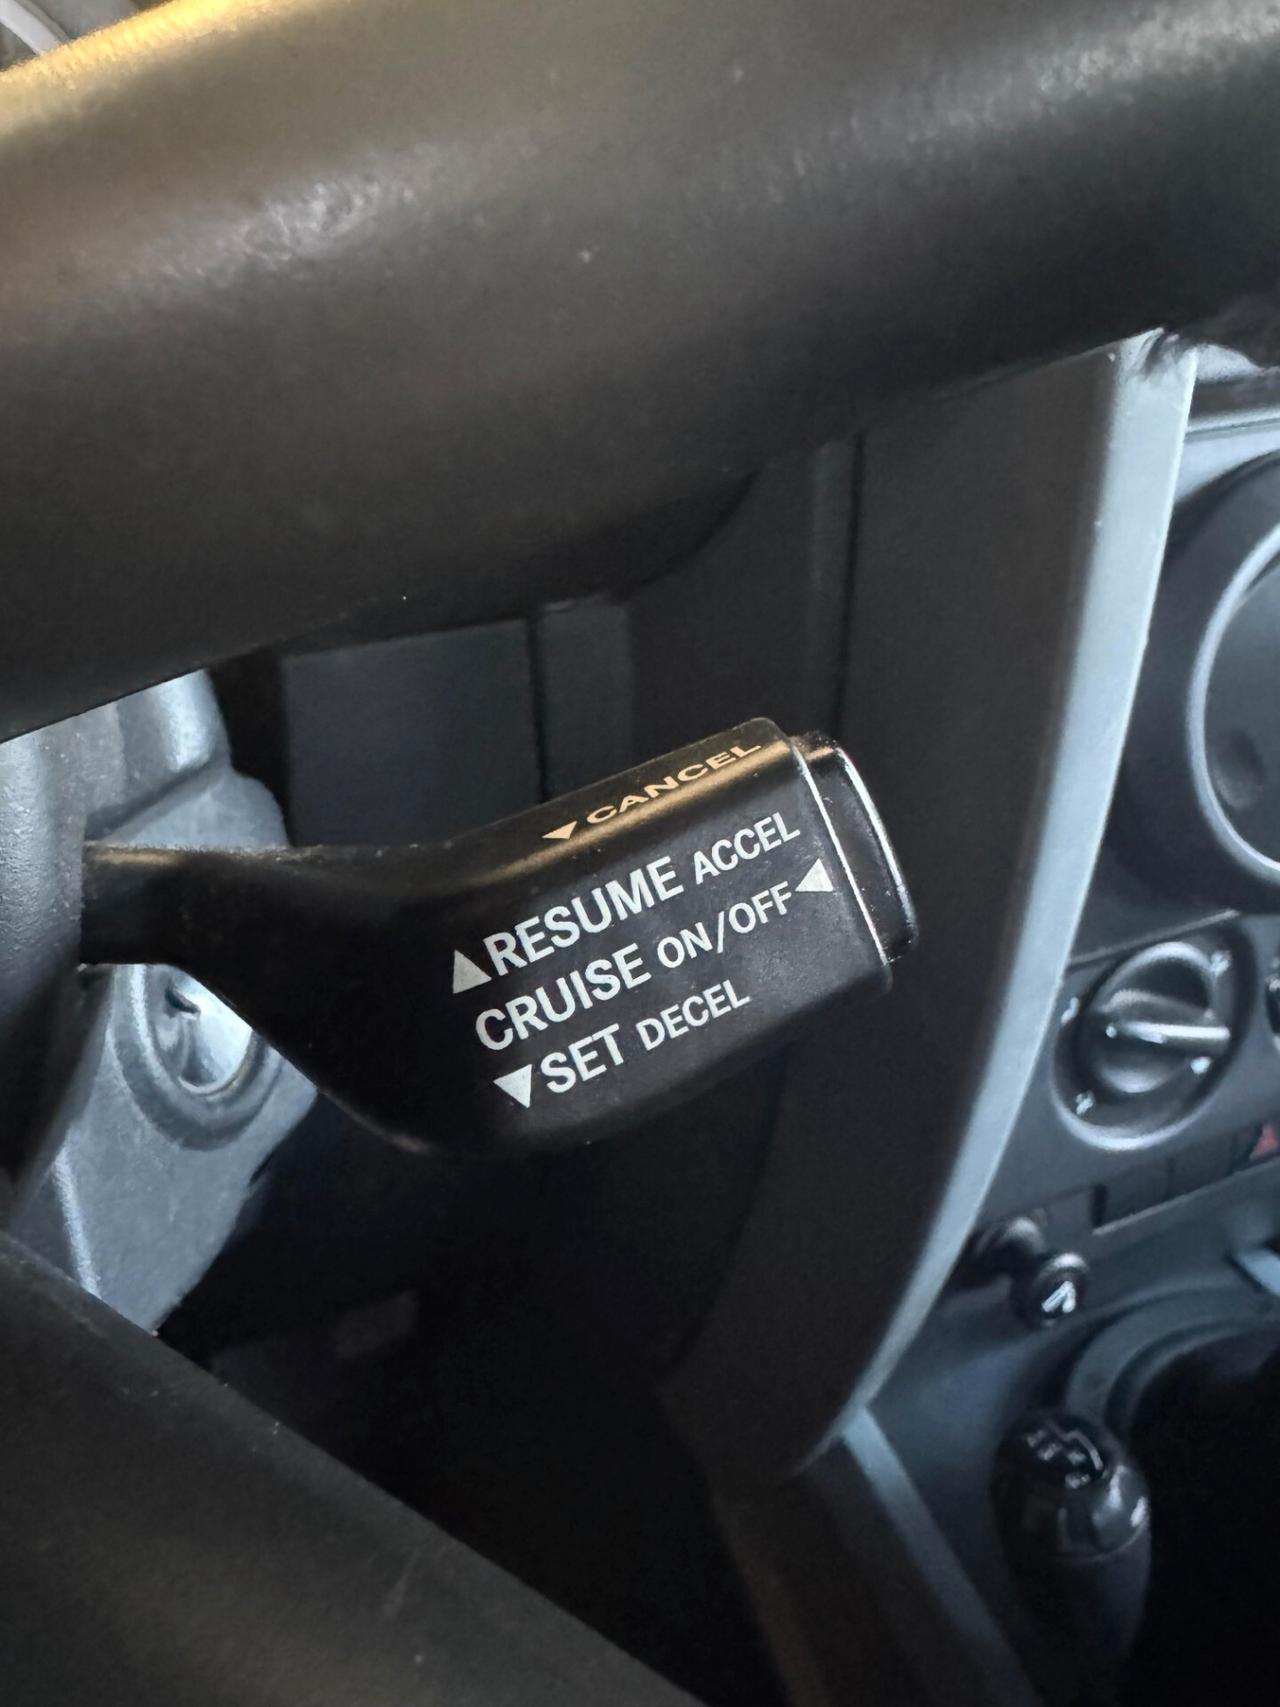 ▼CANCEL
▲RESUME ACCEL
CRUISE ON/OFF◀
▼SET DECEL